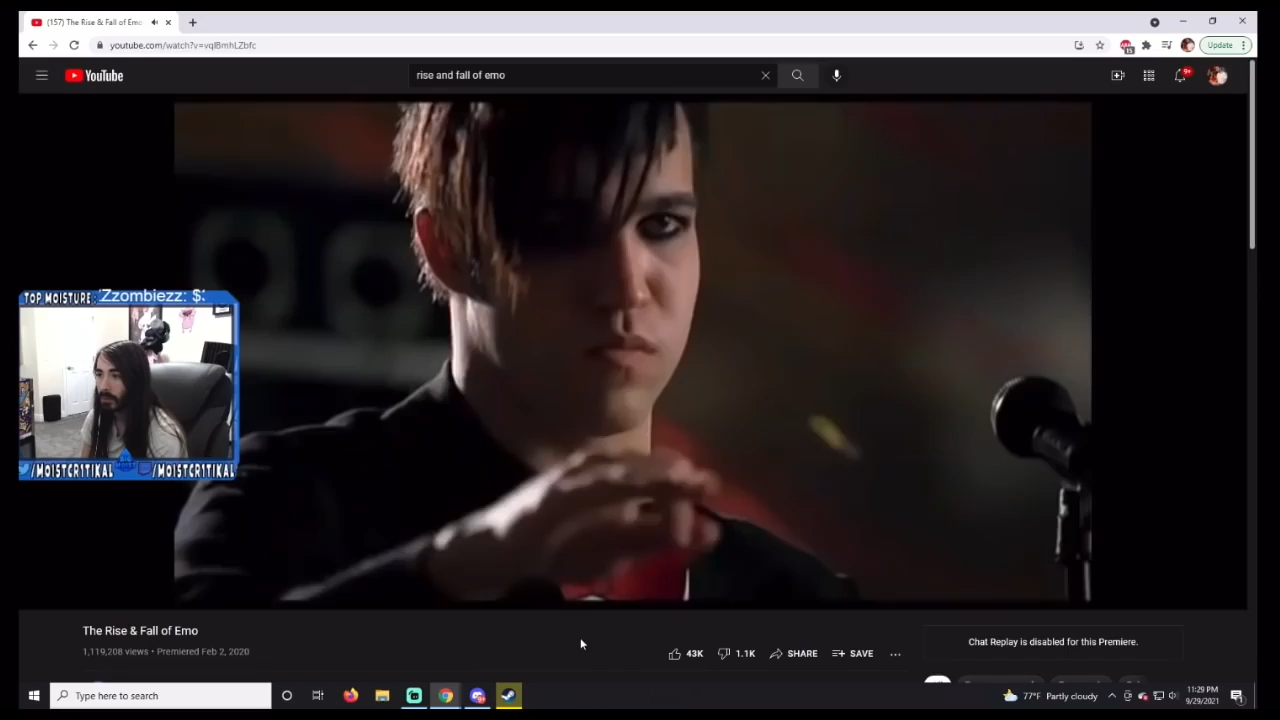 (157) The Rise & Fall of Emo
youtube.com/watch?v=vqlBmhLZbfc
Update
YouTube
rise and fall of emo
9+
TOP MOISTURE : 'Zzombiezz: $:
/MOISTCR1TIKAL /MOISTCR1TIKAL
The Rise & Fall of Emo
1,119,208 views • Premiered Feb 2, 2020
43K 1.1K SHARE SAVE ...
Chat Replay is disabled for this Premiere.
Type here to search
77°F Partly cloudy
11:29 PM
9/29/2021